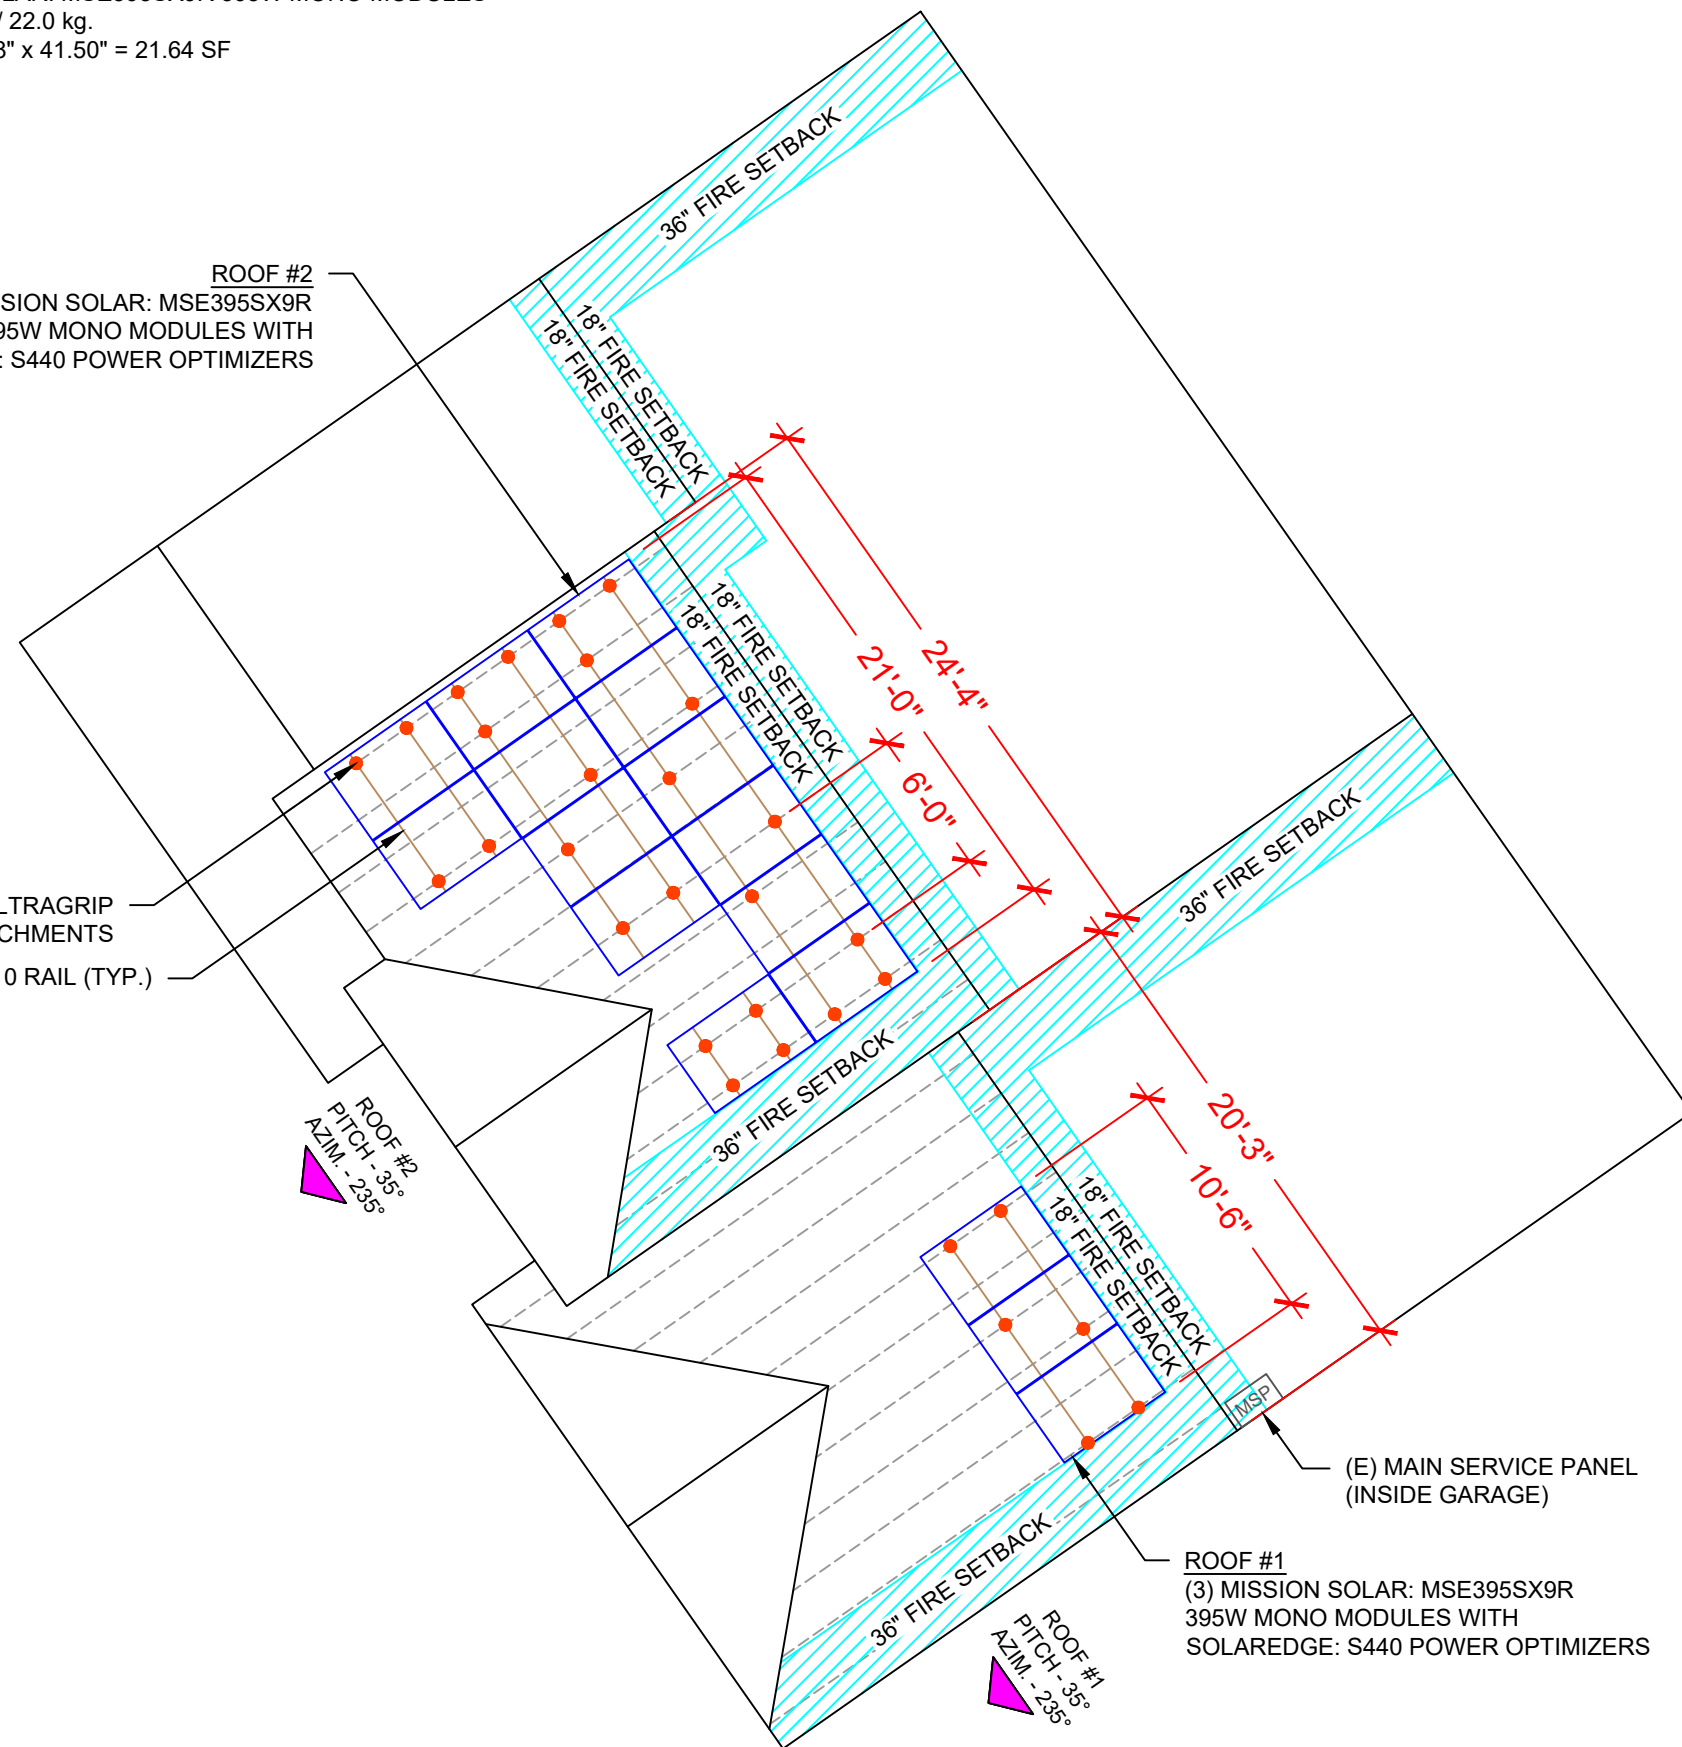 / 22.0 kg.
8" x 41.50" = 21.64 SF
36" FIRE SETBACK
ROOF #2
SION SOLAR: MSE395SX9R
95W MONO MODULES WITH
: S440 POWER OPTIMIZERS
18" FIRE SETBACK
18" FIRE SETBACK
24'-4"
21'-0"
6'-0"
18" FIRE SETBACK
18" FIRE SETBACK
36" FIRE SETBACK
LTRAGRIP
CHMENTS
0 RAIL (TYP.)
36" FIRE SETBACK
ROOF #2
PITCH - 35°
AZIM. - 235°
20'-3"
10'-6"
18" FIRE SETBACK
18" FIRE SETBACK
MSP
(E) MAIN SERVICE PANEL
(INSIDE GARAGE)
36" FIRE SETBACK
ROOF #1
(3) MISSION SOLAR: MSE395SX9R
395W MONO MODULES WITH
SOLAREDGE: S440 POWER OPTIMIZERS
ROOF #1
PITCH - 35°
AZIM. - 235°